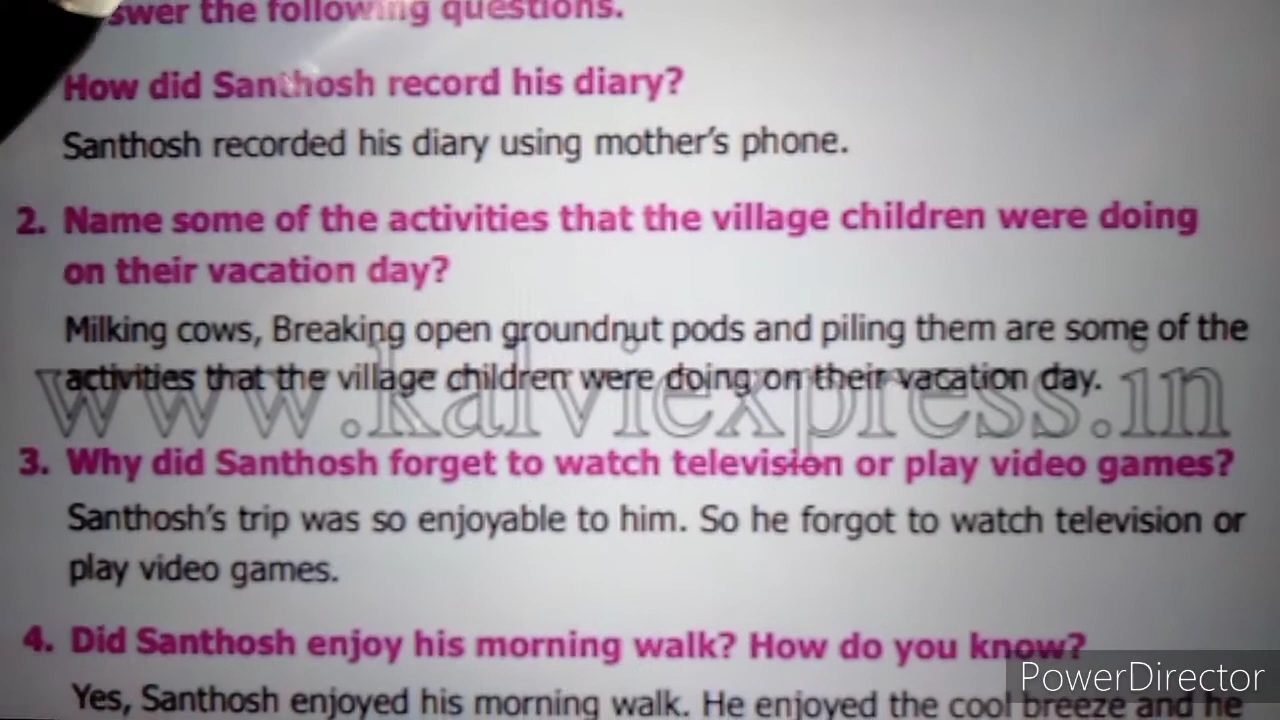 swer the following questions.
How did Santhosh record his diary?
Santhosh recorded his diary using mother's phone.
2. Name some of the activities that the village children were doing
on their vacation day?
Milking cows, Breaking open groundnut pods and piling them are some of the
activities that the village children were doing on their vacation day.
www.kalviexpress.in
3. Why did Santhosh forget to watch television or play video games?
Santhosh's trip was so enjoyable to him. So he forgot to watch television or
play video games.
4. Did Santhosh enjoy his morning walk? How do you know?
Yes, Santhosh enjoyed his morning walk. He enjoyed the cool breeze and he
PowerDirector